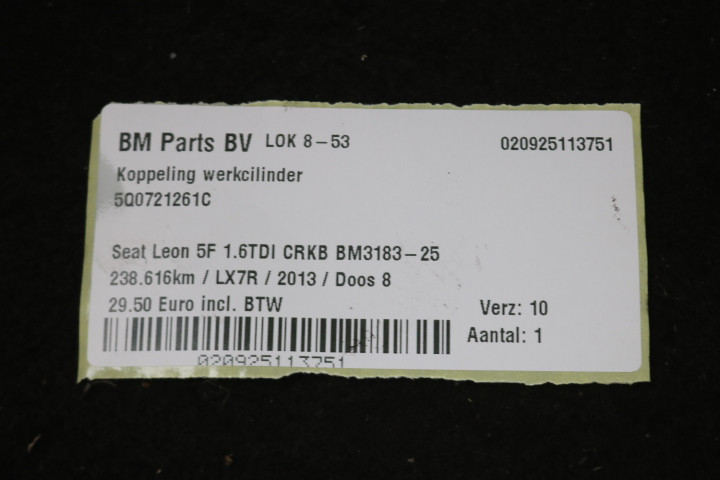 BM Parts BV LOK 8-53 020925113751
Koppeling werkcilinder
5Q0721261C
Seat Leon 5F 1.6TDI CRKB BM3183-25
238.616km / LX7R / 2013 / Doos 8
29.50 Euro incl. BTW Verz: 10
Aantal: 1
020925113751